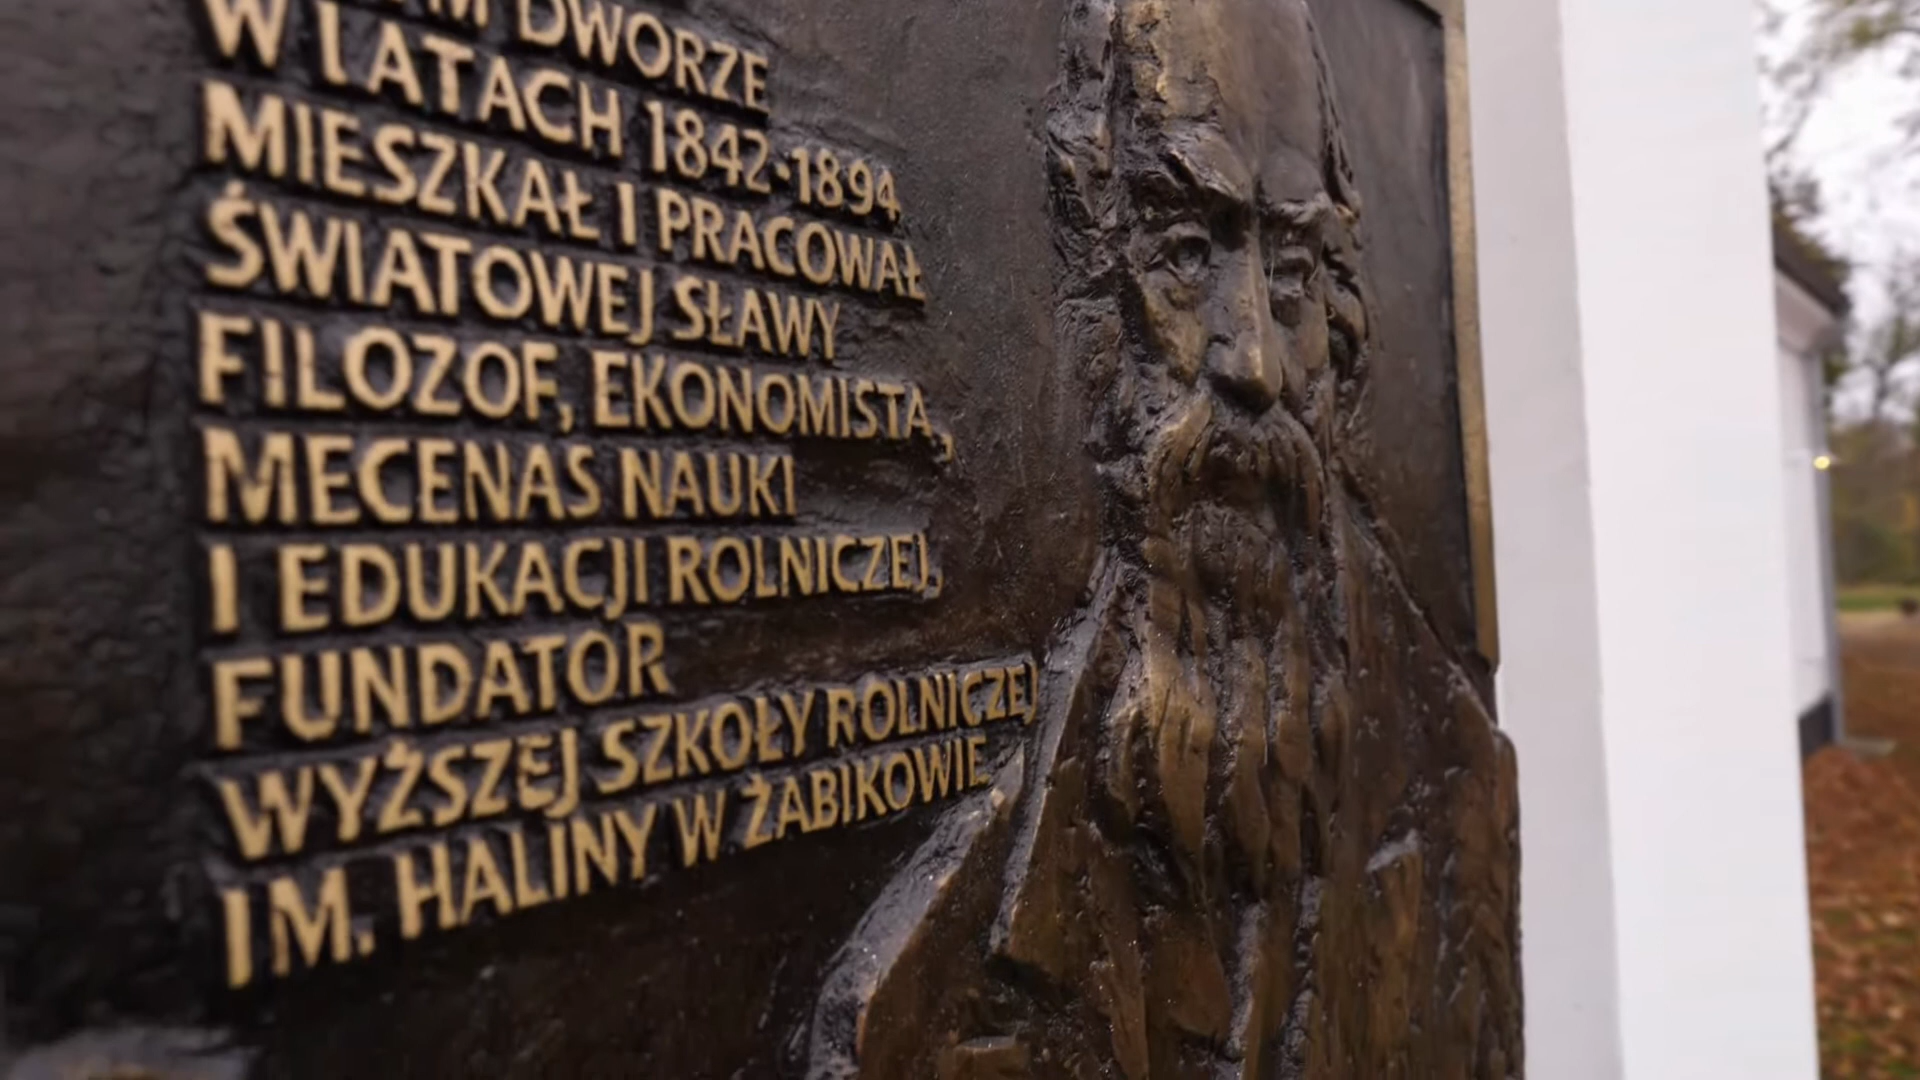 DWORZE
W LATACH 1842-1894
MIESZKAŁ I PRACOWAŁ
ŚWIATOWEJ SŁAWY
FILOZOF, EKONOMISTA,
MECENAS NAUKI
I EDUKACJI ROLNICZEJ,
FUNDATOR
WYŻSZEJ SZKOŁY ROLNICZEJ
IM. HALINY W ŻABIKOWIE